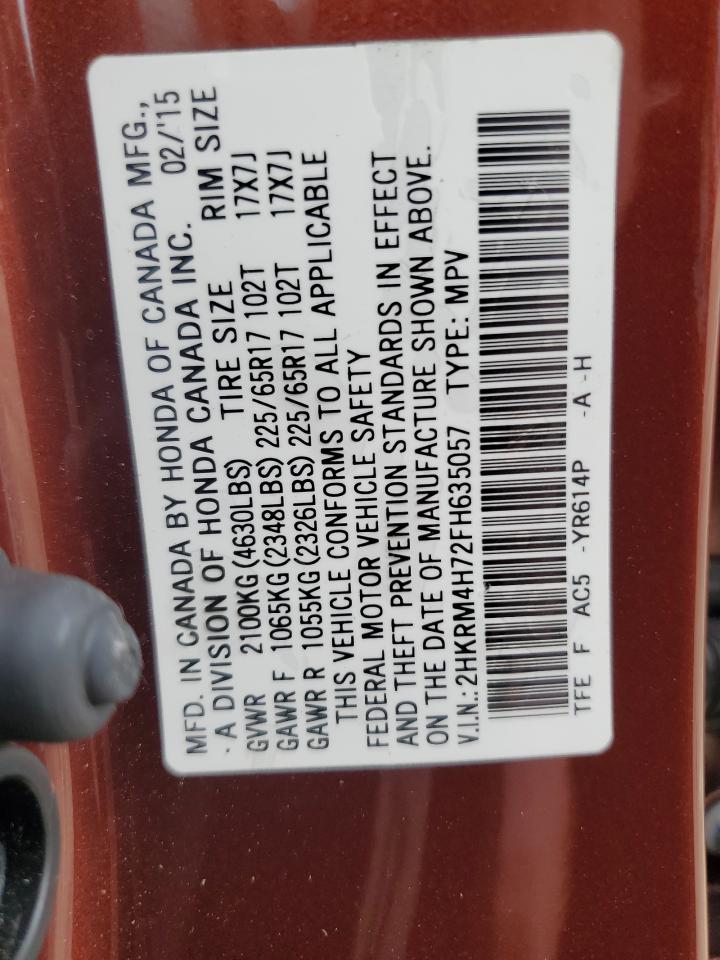 MFD. IN CANADA BY HONDA OF CANADA MFG.,
· A DIVISION OF HONDA CANADA INC. 02/'15
GVWR 2100KG(4630LBS) TIRE SIZE RIM SIZE
GAWR F 1065KG(2348LBS)225/65R17 102T 17X7J
GAWR R 1055KG(2326LBS)225/65R17 102T 17X7J
THIS VEHICLE CONFORMS TO ALL APPLICABLE
FEDERAL MOTOR VEHICLE SAFETY
AND THEFT PREVENTION STANDARDS IN EFFECT
ON THE DATE OF MANUFACTURE SHOWN ABOVE.
V.I.N.:2HKRM4H72FH635057 TYPE: MPV
TFE F AC5 -YR614P -A -H